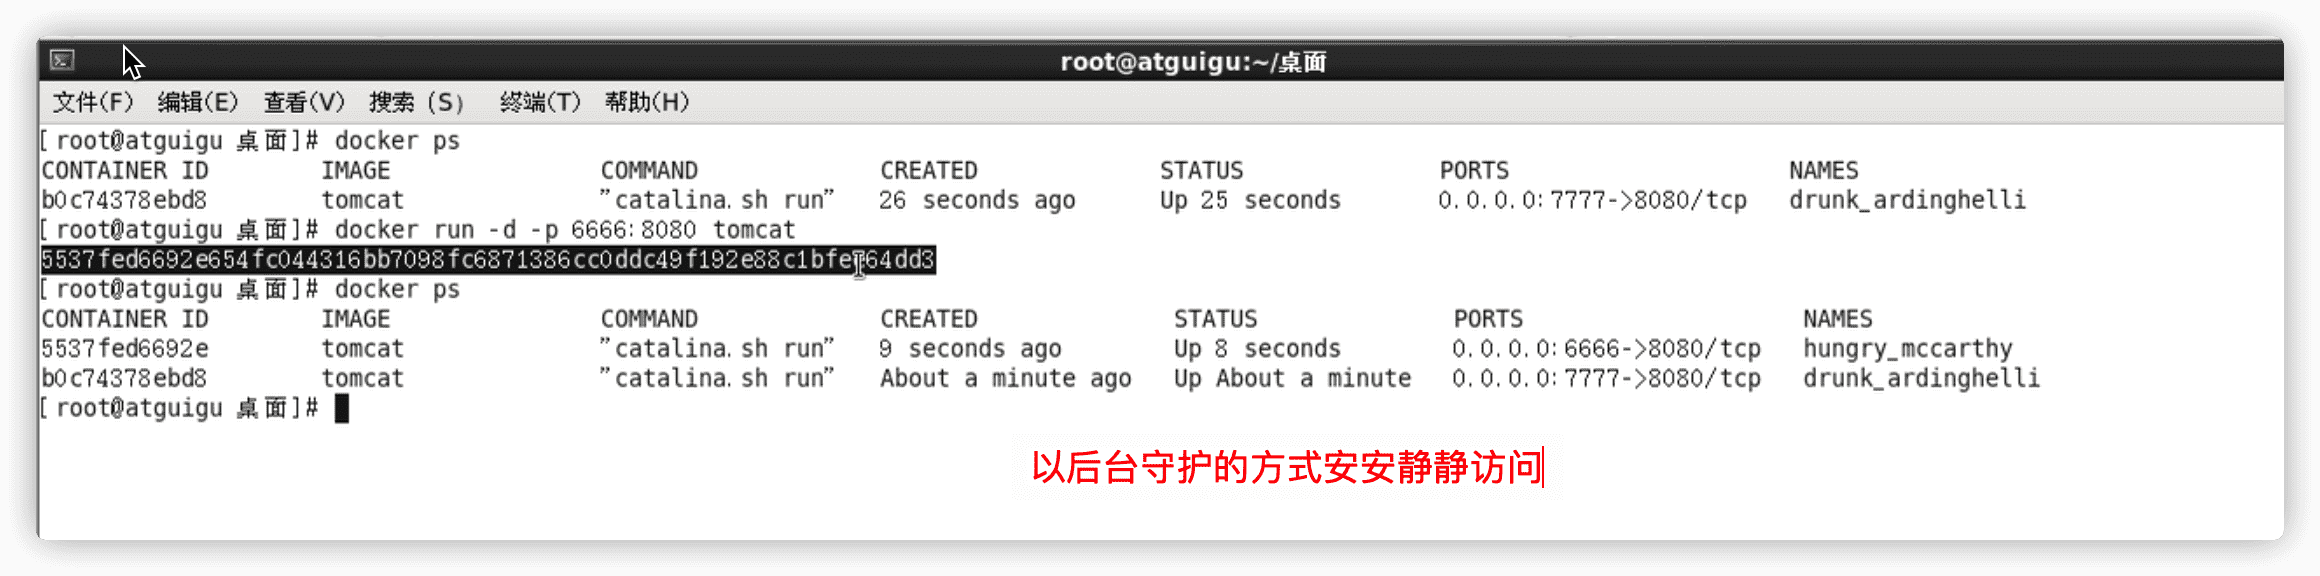 root@atguigu:~/桌面
文件(F) 编辑(E) 查看(V) 搜索 (S) 终端(T) 帮助(H)
[root@atguigu 桌面]# docker ps
CONTAINER ID IMAGE COMMAND CREATED STATUS PORTS NAMES
b0c74378ebd8 tomcat "catalina.sh run" 26 seconds ago Up 25 seconds 0.0.0.0:7777->8080/tcp drunk_ardinghelli
[root@atguigu 桌面]# docker run -d -p 6666:8080 tomcat
[root@atguigu 桌面]# docker ps
CONTAINER ID IMAGE COMMAND CREATED STATUS PORTS NAMES
5537fed6692e tomcat "catalina.sh run" 9 seconds ago Up 8 seconds 0.0.0.0:6666->8080/tcp hungry_mccarthy
b0c74378ebd8 tomcat "catalina.sh run" About a minute ago Up About a minute 0.0.0.0:7777->8080/tcp drunk_ardinghelli
[root@atguigu 桌面]#
以后台守护的方式安安静静访问